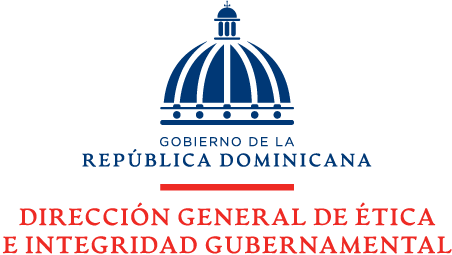 GOBIERNO DE LA
REPÚBLICA DOMINICANA
DIRECCIÓN GENERAL DE ÉTICA
E INTEGRIDAD GUBERNAMENTAL